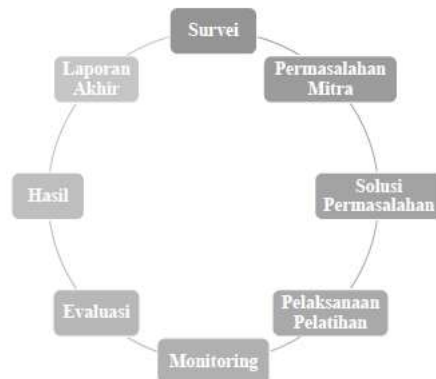 Survei
Permasalahan
Mitra
Solusi
Permasalahan
Pelaksanaan
Pelatihan
Monitoring
Evaluasi
Hasil
Laporan
Akhir